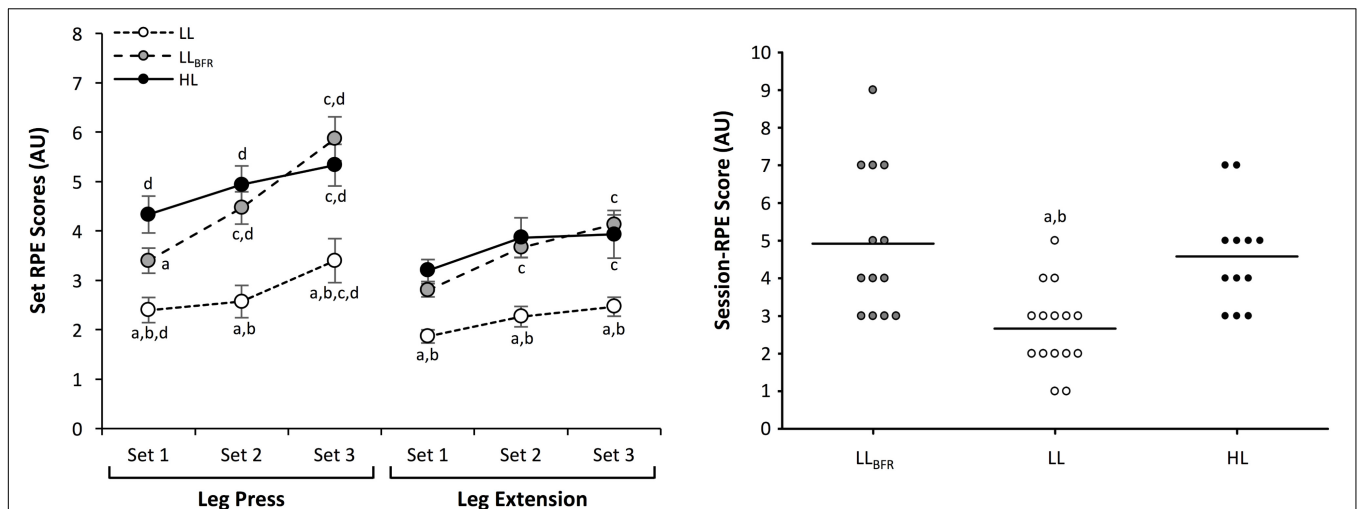 LL
LLBFR
HL
Set RPE Scores (AU)
8
7
6
5
4
3
2
1
0
d
d
c,d
a
c,d
c,d
a,b,d
a,b
a,b,c,d
c
c
c
a,b
a,b
a,b
Set 1 Set 2 Set 3 Set 1 Set 2 Set 3
Leg Press Leg Extension
Session-RPE Score (AU)
10
9
8
7
6
5
4
3
2
1
0
a,b
LLBFR LL HL